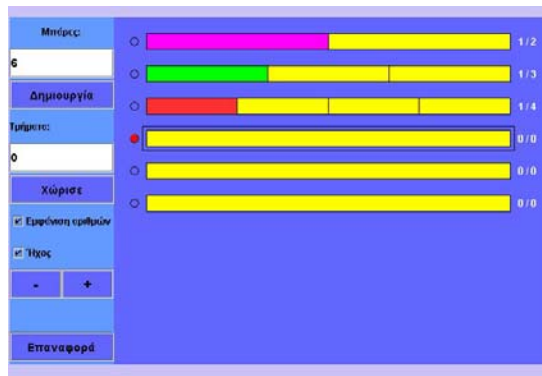 Μπάρες:
6
Δημιουργία
Τμήματα:
0
Χώρισε
Εμφάνιση αριθμών
Ήχος
- +
Επαναφορά
1/2
1/3
1/4
0/0
0/0
0/0